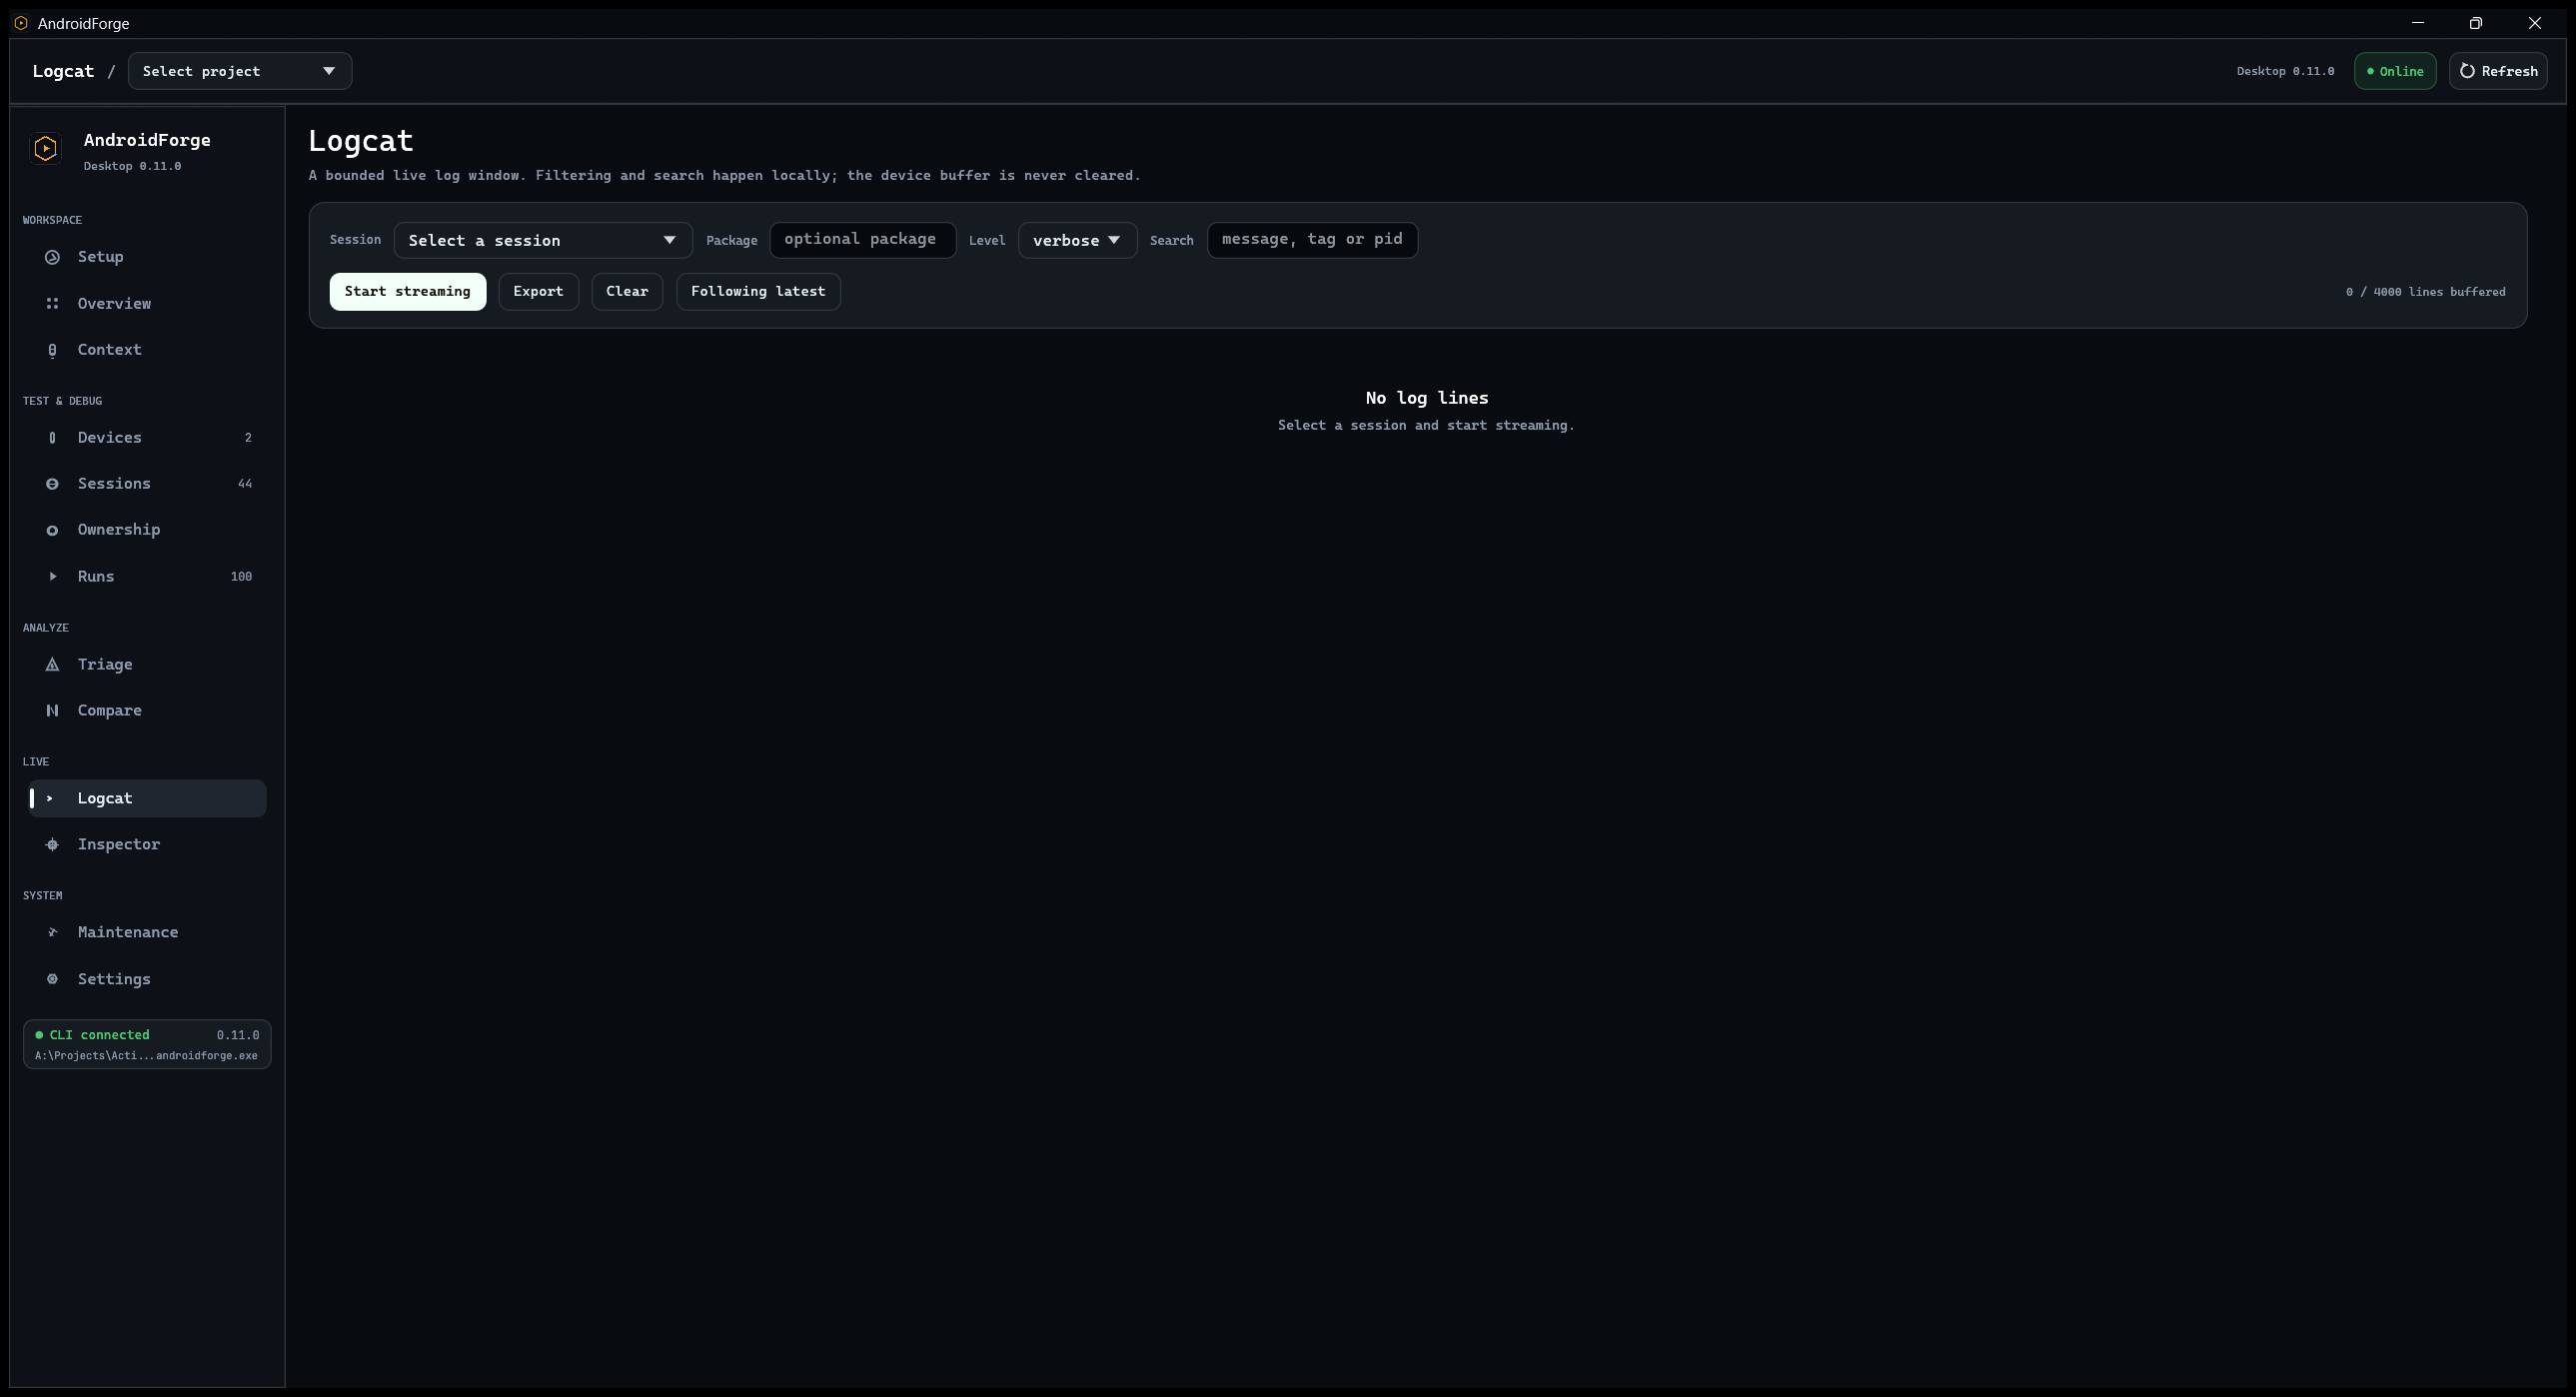 AndroidForge
Logcat / Select project
Desktop 0.11.0 Online Refresh
AndroidForge
Desktop 0.11.0
WORKSPACE
Setup
Overview
Context
TEST & DEBUG
Devices 2
Sessions 44
Ownership
Runs 100
ANALYZE
Triage
Compare
LIVE
Logcat
Inspector
SYSTEM
Maintenance
Settings
CLI connected 0.11.0
A:\Projects\Acti...androidforge.exe
Logcat
A bounded live log window. Filtering and search happen locally; the device buffer is never cleared.
Session Select a session Package optional package Level verbose Search message, tag or pid
Start streaming Export Clear Following latest 0 / 4000 lines buffered
No log lines
Select a session and start streaming.